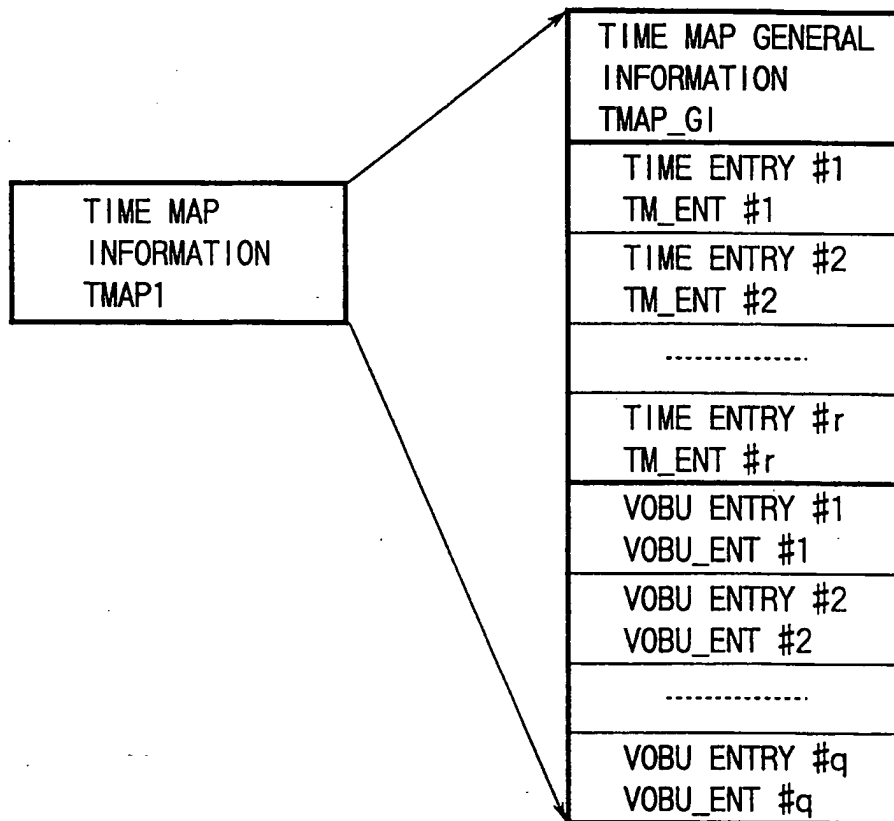 TIME MAP
INFORMATION
TMAP1
TIME MAP GENERAL
INFORMATION
TMAP_GI
TIME ENTRY #1
TM_ENT #1
TIME ENTRY #2
TM_ENT #2
TIME ENTRY #r
TM_ENT #r
VOBU ENTRY #1
VOBU_ENT #1
VOBU ENTRY #2
VOBU_ENT #2
VOBU ENTRY #q
VOBU_ENT #q